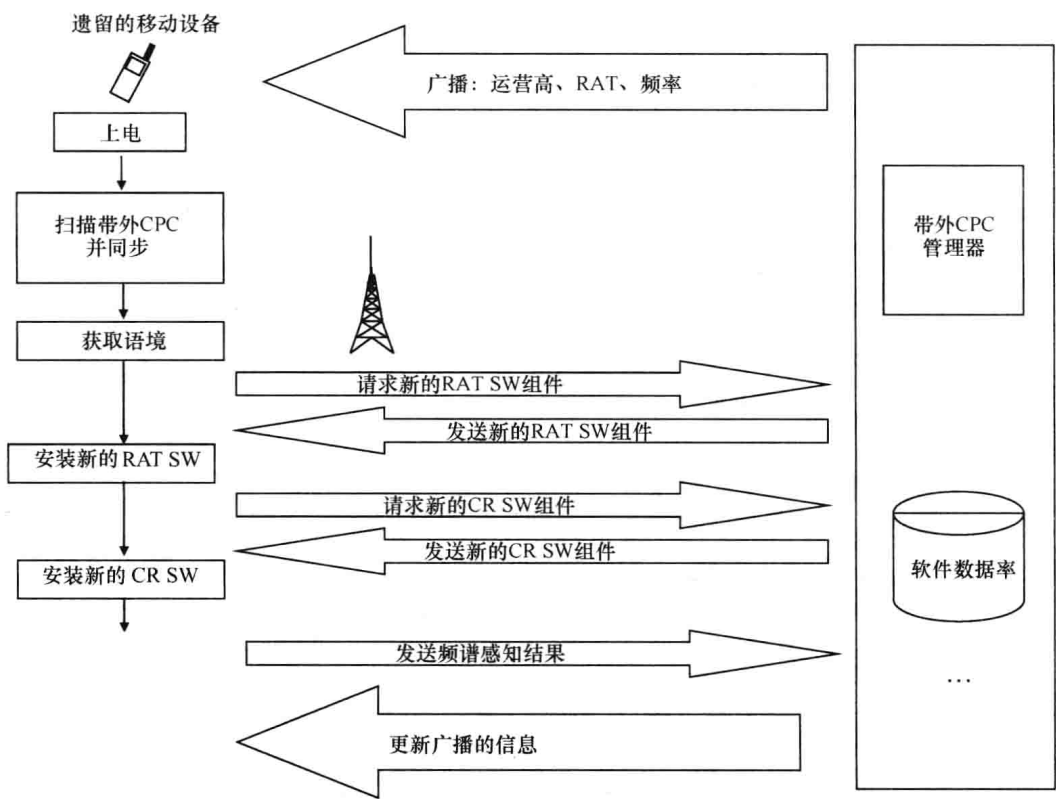 遗留的移动设备
广播：运营高、RAT、频率
上电
扫描带外CPC
并同步
带外CPC
管理器
获取语境
请求新的RAT SW组件
发送新的RAT SW组件
安装新的 RAT SW
请求新的CR SW组件
发送新的CR SW组件
安装新的 CR SW
软件数据率
发送频谱感知结果
…
更新广播的信息